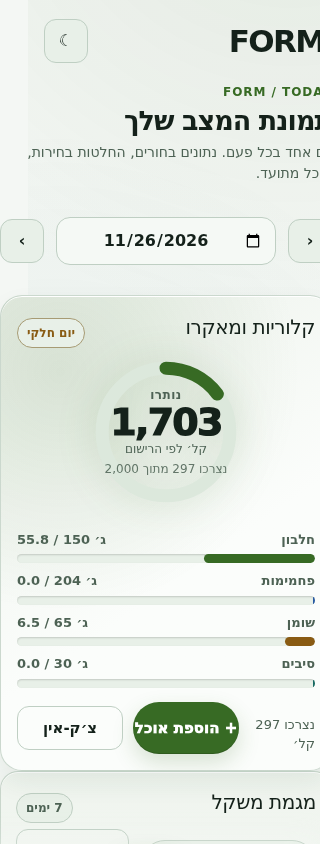 FORM
FORM / TODA
תמונת המצב שלך
אחד בכל פעם. נתונים בחורים, החלטות בחירות,
כל מתועד.
‹ 11/26/2026 ›
קלוריות ומאקרו
יום חלקי
נותרו
1,703
קל׳ לפי הרישום
נצרכו 297 מתוך 2,000
חלבון 55.8 / 150 ג׳
פחמימות 0.0 / 204 ג׳
שומן 6.5 / 65 ג׳
סיבים 0.0 / 30 ג׳
נצרכו 297
קל׳
+ הוספת אוכל
צ׳ק-אין
מגמת משקל
7 ימים